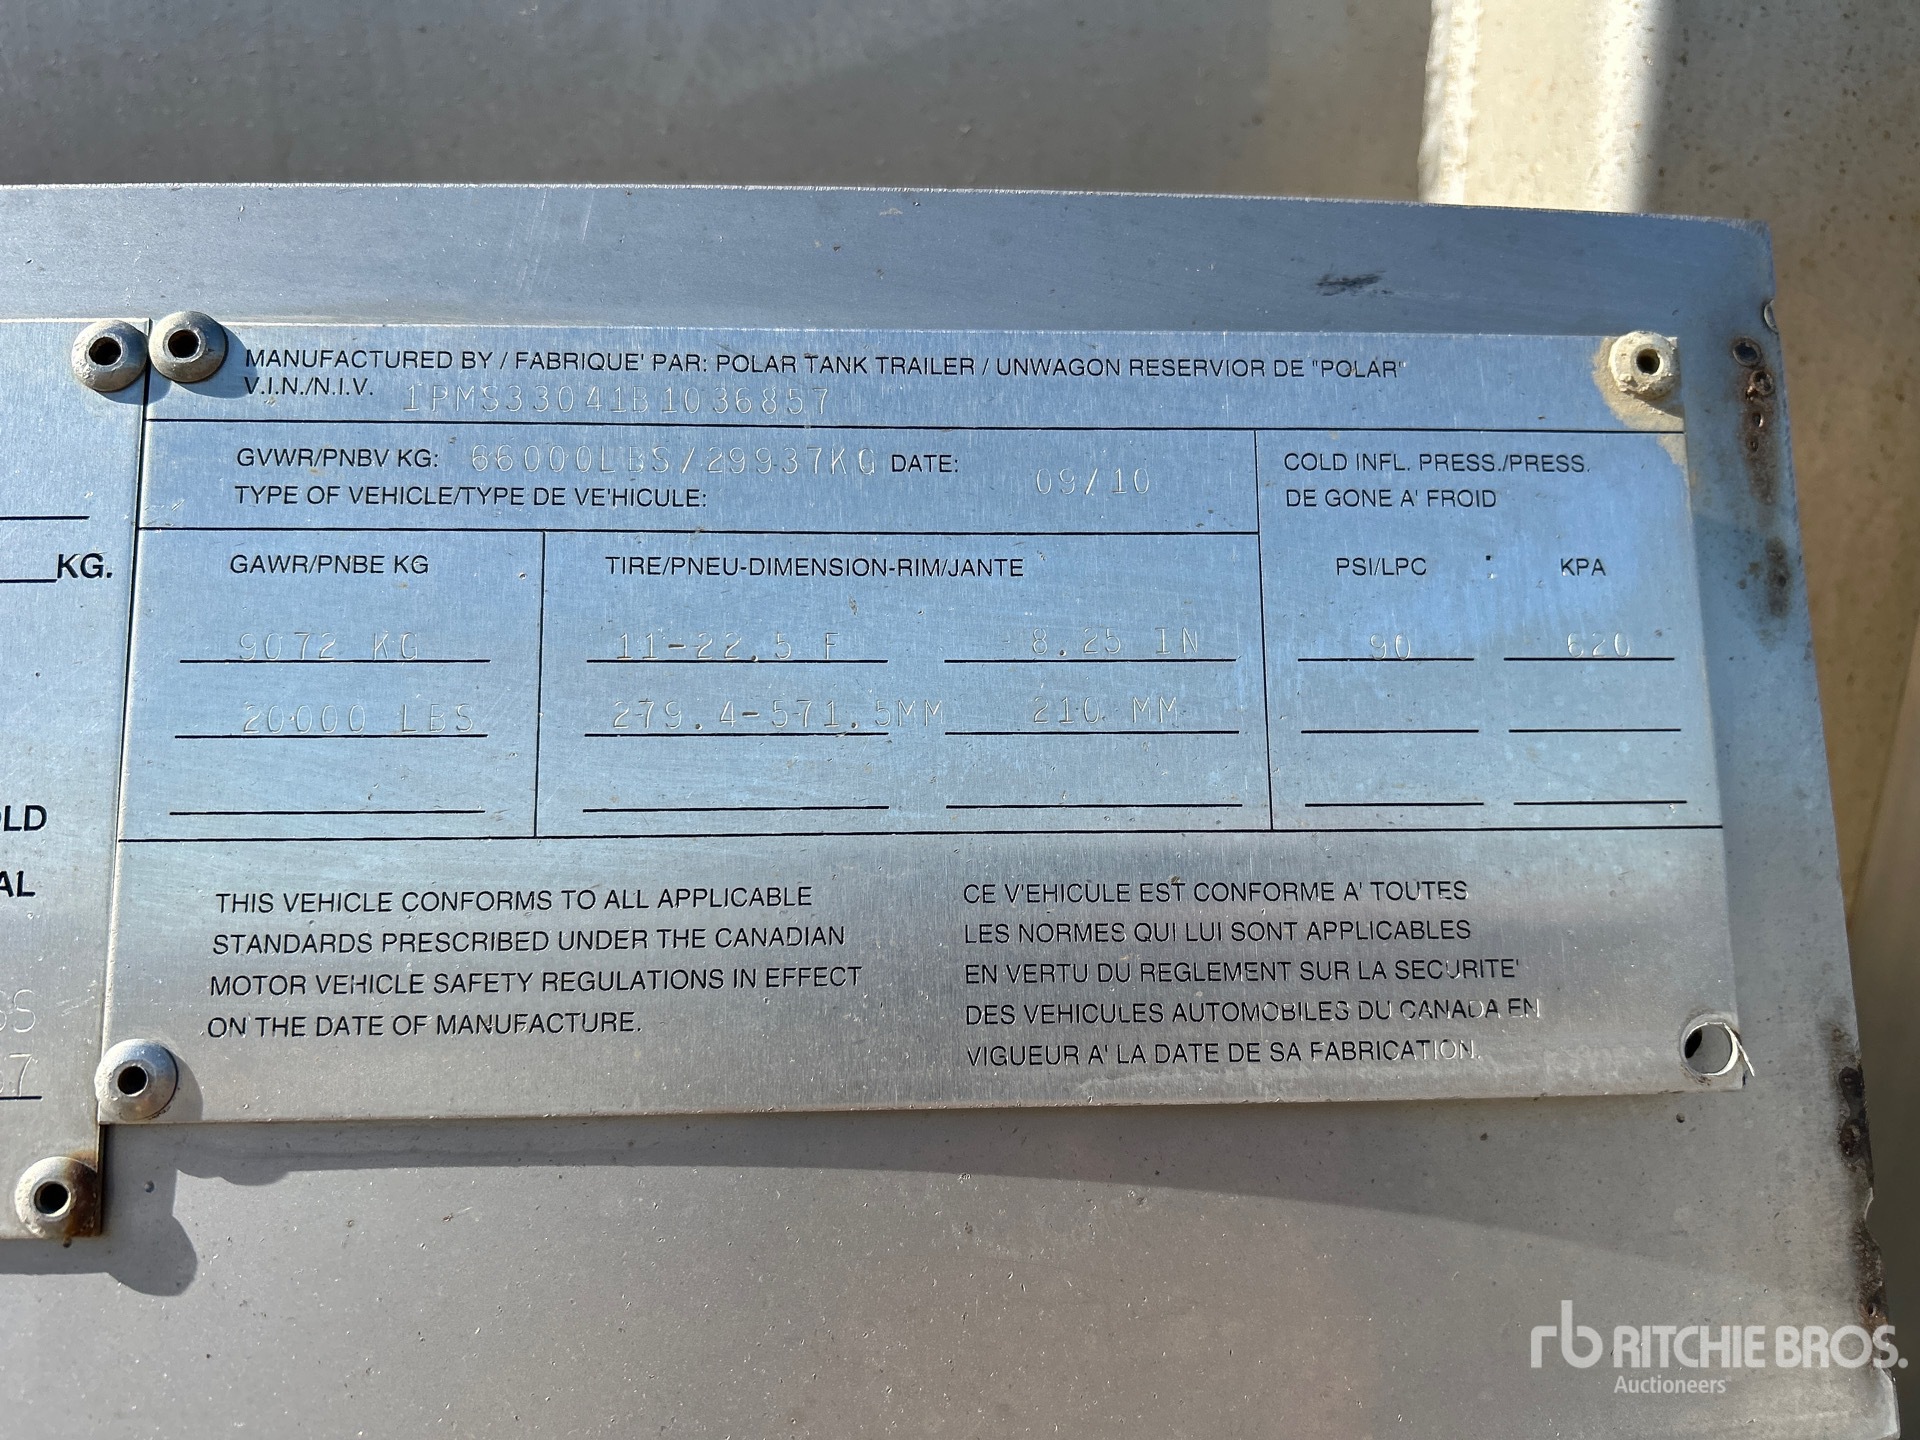 MANUFACTURED BY / FABRIQUE' PAR: POLAR TANK TRAILER / UNWAGON RESERVIOR DE "POLAR"
V.I.N./N.I.V. 1PMS33041B1036857
GVWR/PNBV KG: 66000LBS/29937KG DATE: 09/10
TYPE OF VEHICLE/TYPE DE VE'HICULE:
COLD INFL. PRESS./PRESS.
DE GONE A' FROID
GAWR/PNBE KG TIRE/PNEU-DIMENSION-RIM/JANTE PSI/LPC KPA
9072 KG 11-22.5 F 8.25 IN 90 620
20000 LBS 279.4-571.5MM 210 MM
THIS VEHICLE CONFORMS TO ALL APPLICABLE
STANDARDS PRESCRIBED UNDER THE CANADIAN
MOTOR VEHICLE SAFETY REGULATIONS IN EFFECT
ON THE DATE OF MANUFACTURE.
CE V'EHICULE EST CONFORME A' TOUTES
LES NORMES QUI LUI SONT APPLICABLES
EN VERTU DU REGLEMENT SUR LA SECURITE'
DES VEHICULES AUTOMOBILES DU CANADA EN
VIGUEUR A' LA DATE DE SA FABRICATION.
KG.
AL
rb RITCHIE BROS.
Auctioneers